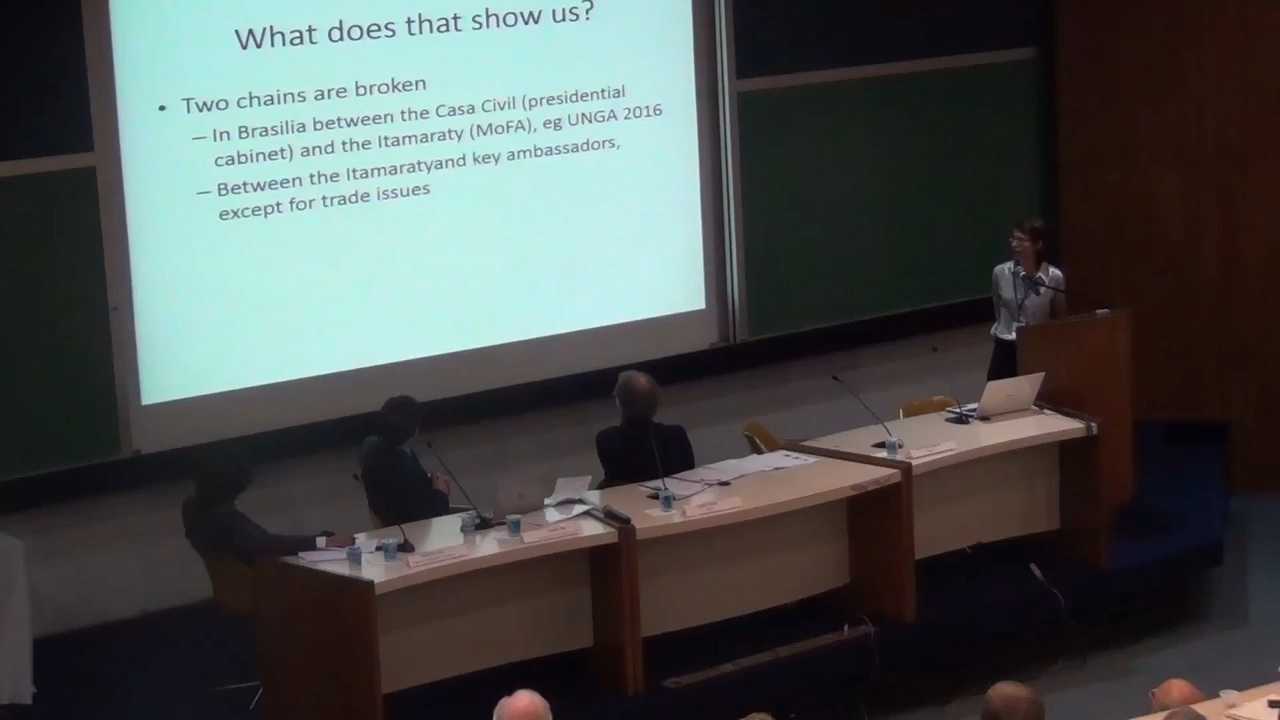 What does that show us?
• Two chains are broken
– In Brasilia between the Casa Civil (presidential
cabinet) and the Itamaraty (MoFA), eg UNGA 2016
– Between the Itamaratyand key ambassadors,
except for trade issues